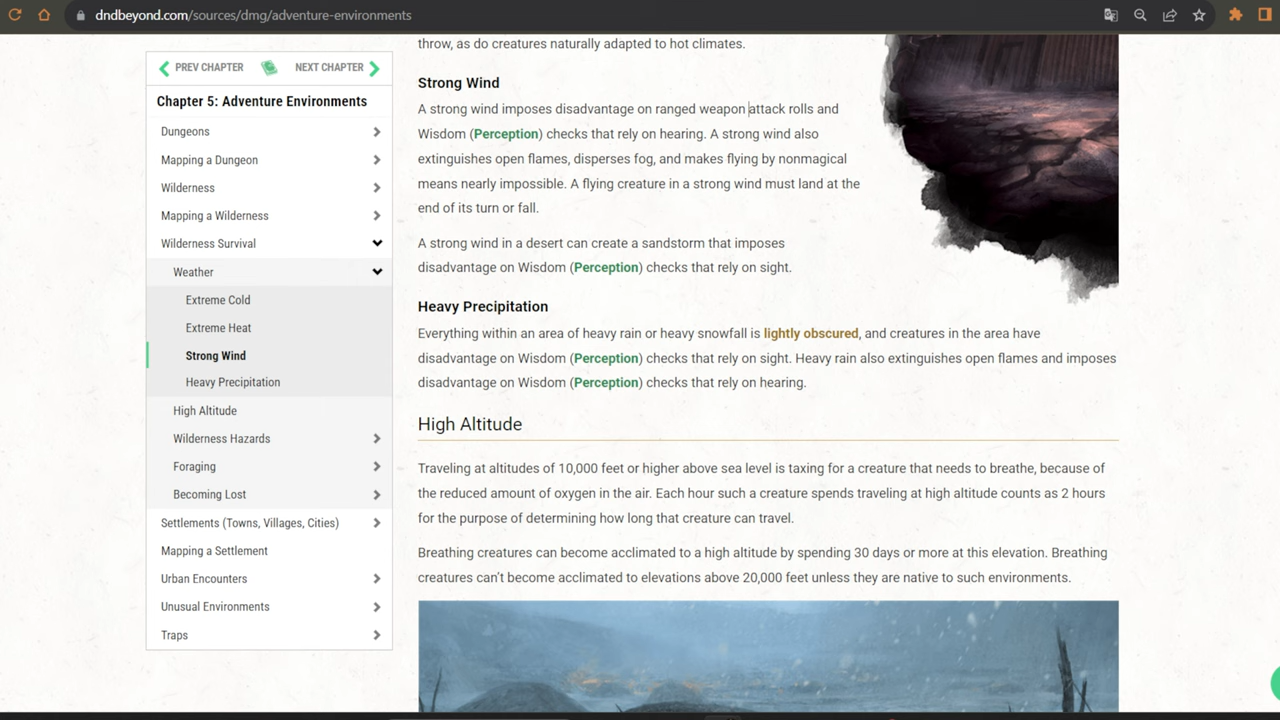 dndbeyond.com/sources/dmg/adventure-environments
PREV CHAPTER
NEXT CHAPTER
Chapter 5: Adventure Environments
Dungeons
Mapping a Dungeon
Wilderness
Mapping a Wilderness
Wilderness Survival
Weather
Extreme Cold
Extreme Heat
Strong Wind
Heavy Precipitation
High Altitude
Wilderness Hazards
Foraging
Becoming Lost
Settlements (Towns, Villages, Cities)
Mapping a Settlement
Urban Encounters
Unusual Environments
Traps
throw, as do creatures naturally adapted to hot climates.
Strong Wind
A strong wind imposes disadvantage on ranged weapon attack rolls and
Wisdom (Perception) checks that rely on hearing. A strong wind also
extinguishes open flames, disperses fog, and makes flying by nonmagical
means nearly impossible. A flying creature in a strong wind must land at the
end of its turn or fall.
A strong wind in a desert can create a sandstorm that imposes
disadvantage on Wisdom (Perception) checks that rely on sight.
Heavy Precipitation
Everything within an area of heavy rain or heavy snowfall is lightly obscured, and creatures in the area have
disadvantage on Wisdom (Perception) checks that rely on sight. Heavy rain also extinguishes open flames and imposes
disadvantage on Wisdom (Perception) checks that rely on hearing.
High Altitude
Traveling at altitudes of 10,000 feet or higher above sea level is taxing for a creature that needs to breathe, because of
the reduced amount of oxygen in the air. Each hour such a creature spends traveling at high altitude counts as 2 hours
for the purpose of determining how long that creature can travel.
Breathing creatures can become acclimated to a high altitude by spending 30 days or more at this elevation. Breathing
creatures can't become acclimated to elevations above 20,000 feet unless they are native to such environments.